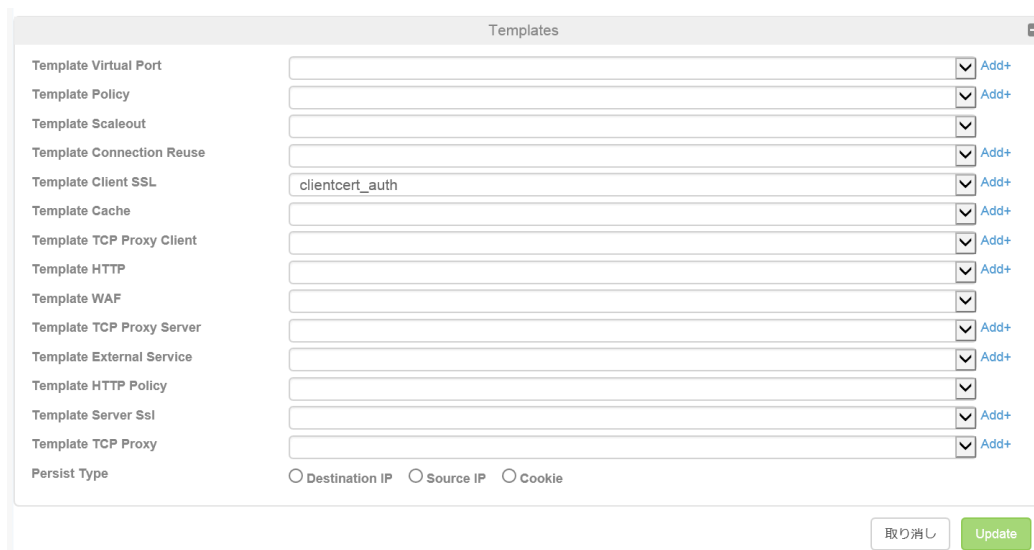 Templates
Template Virtual Port Add+
Template Policy Add+
Template Scaleout
Template Connection Reuse Add+
Template Client SSL clientcert_auth Add+
Template Cache Add+
Template TCP Proxy Client Add+
Template HTTP Add+
Template WAF
Template TCP Proxy Server Add+
Template External Service Add+
Template HTTP Policy
Template Server Ssl Add+
Template TCP Proxy Add+
Persist Type Destination IP Source IP Cookie
取り消し Update